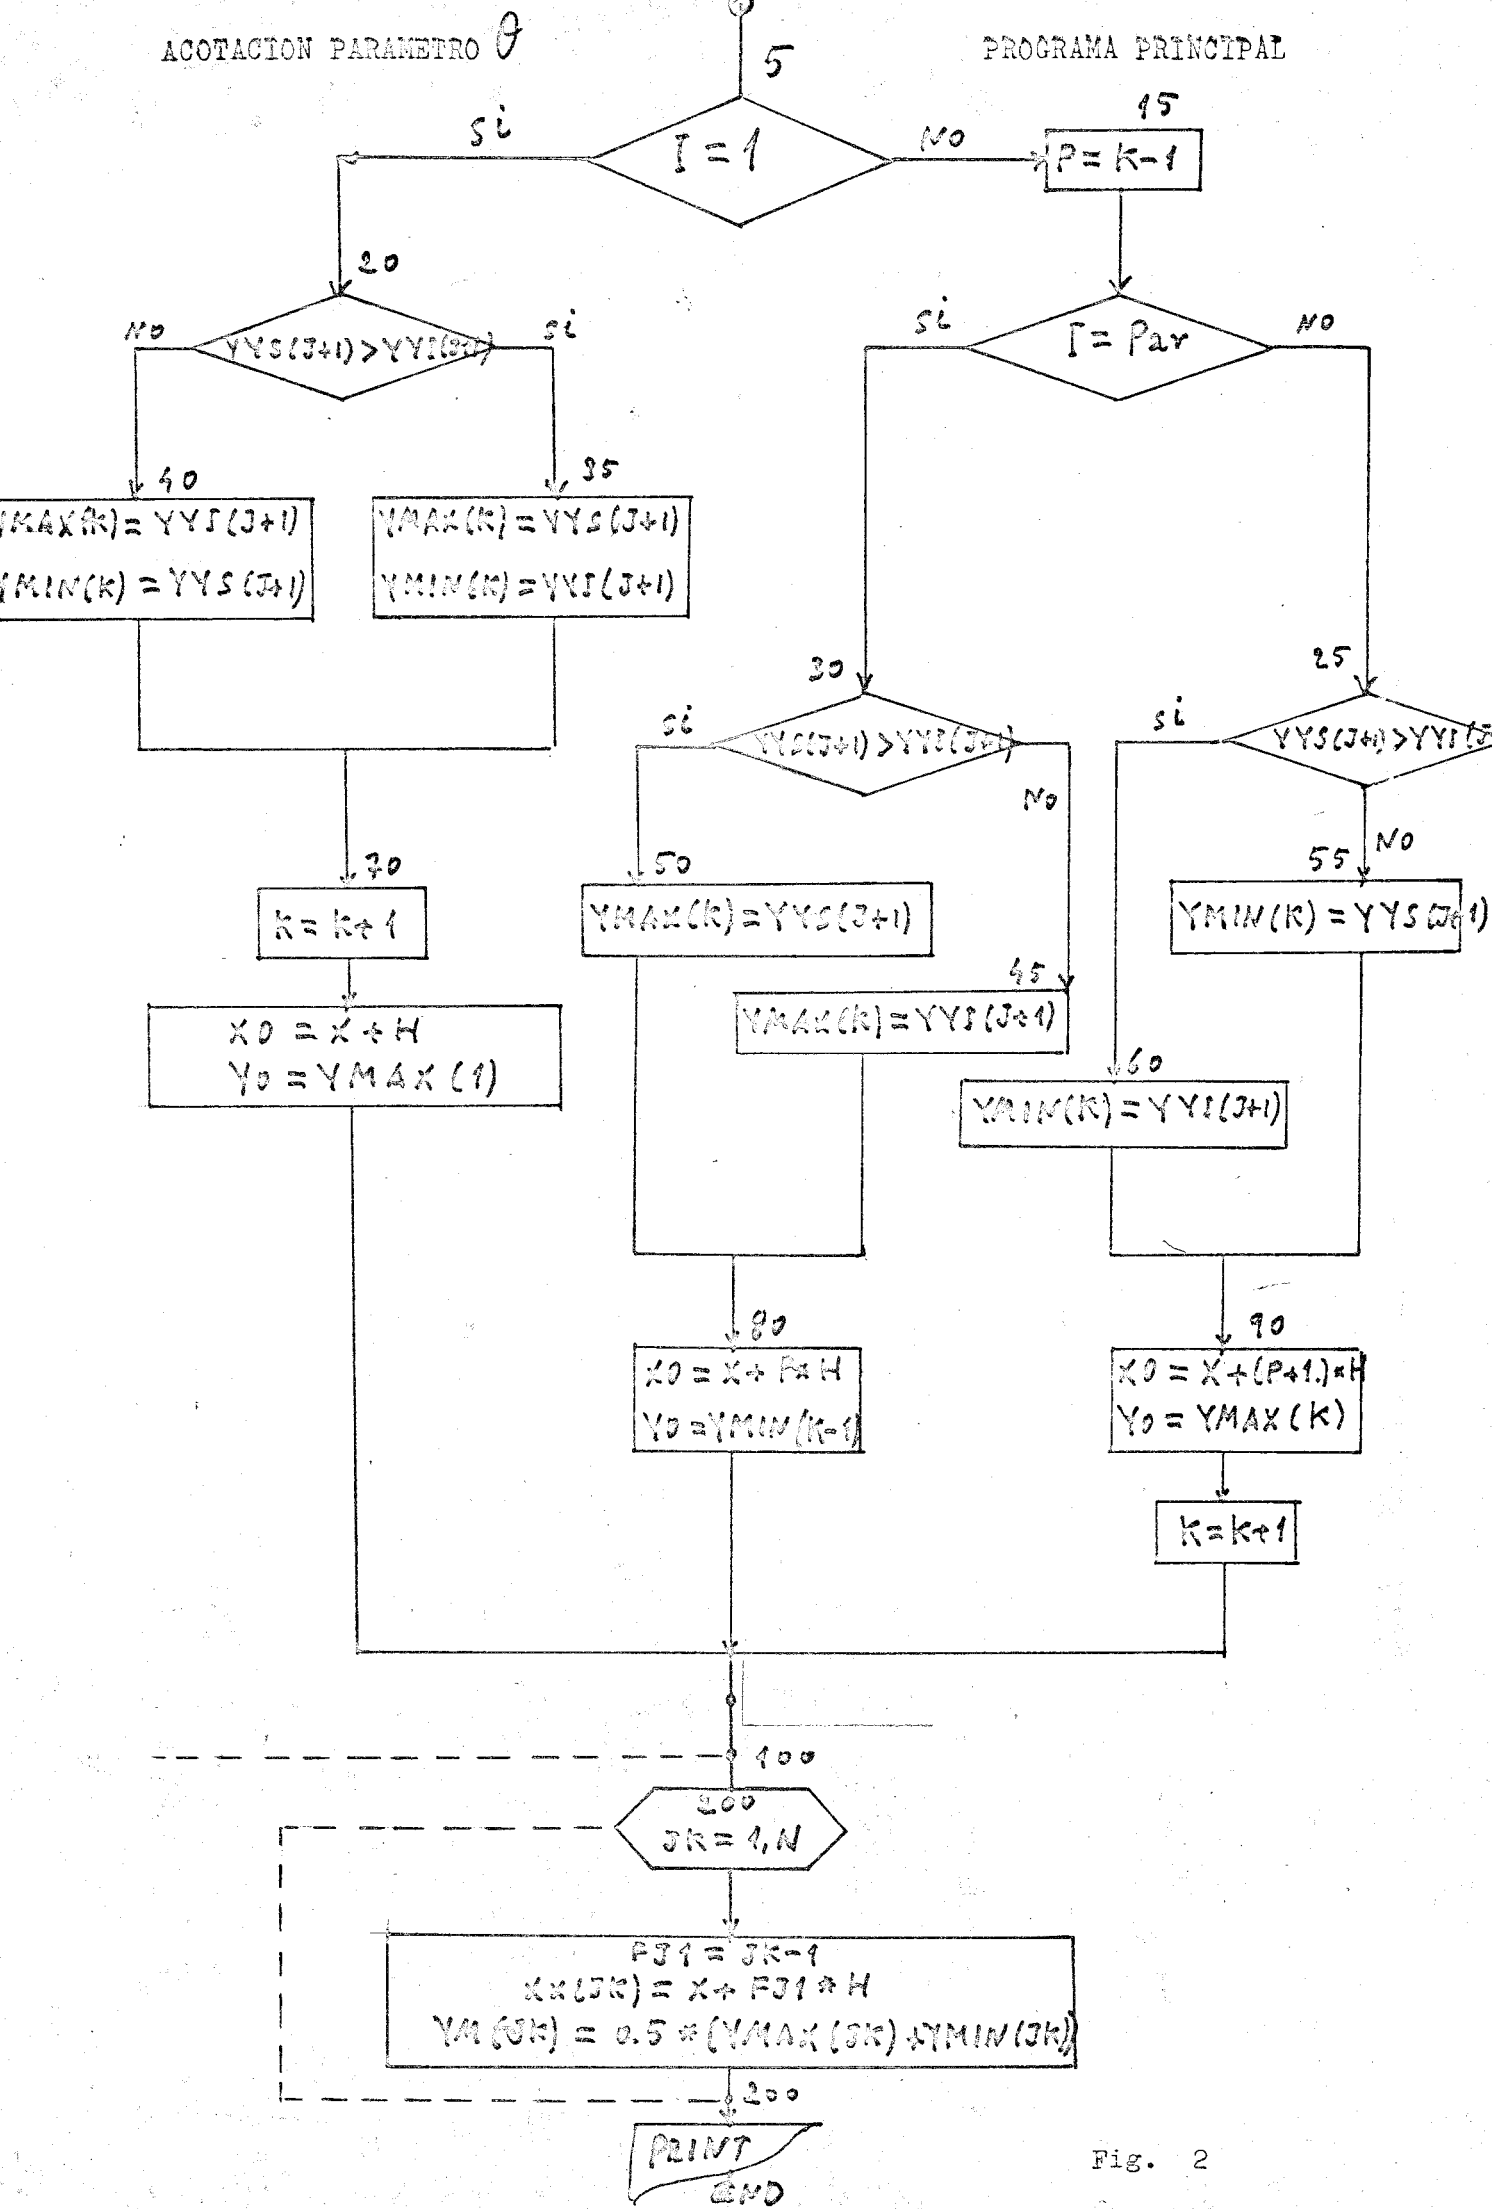 ACOTACION PARAMETRO θ
PROGRAMA PRINCIPAL
5
I = 1
si
NO
15
P = K-1
20
YYS(J+1) > YYI(J+1)
NO
si
I = Par
si
NO
40
YMAX(K) = YYI(J+1)
YMIN(K) = YYS(J+1)
35
YMAX(K) = YYS(J+1)
YMIN(K) = YYI(J+1)
30
YYS(J+1) > YYI(J+1)
si
NO
25
YYS(J+1) > YYI(J
si
NO
70
K = K+1
50
YMAX(K) = YYS(J+1)
55
YMIN(K) = YYS(J+1)
45
YMAX(K) = YYI(J+1)
X0 = X + H
Y0 = YMAX(1)
60
YMIN(K) = YYI(J+1)
80
X0 = X + P* H
Y0 = YMIN(K-1)
90
X0 = X + (P+1.)*H
Y0 = YMAX(K)
K = K+1
100
200
JK = 1, N
FJ1 = JK-1
XX(JK) = X + FJ1 * H
YM(JK) = 0.5 * (YMAX(JK) + YMIN(JK))
200
PRINT
END
Fig. 2